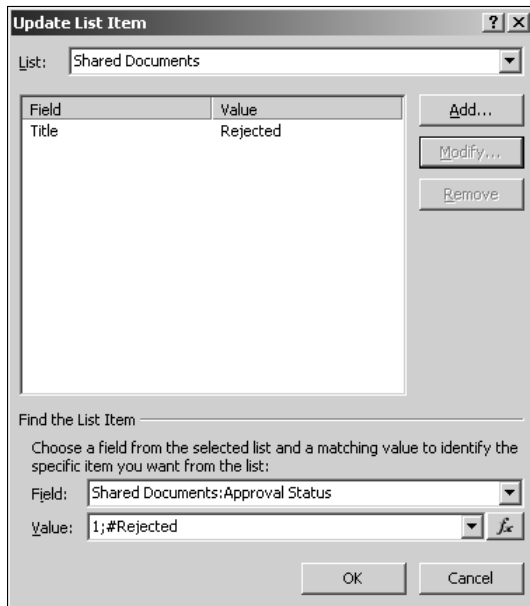 Update List Item ? X
List: Shared Documents
Field Value Add...
Title Rejected
Modify...
Remove
Find the List Item
Choose a field from the selected list and a matching value to identify the
specific item you want from the list:
Field: Shared Documents:Approval Status
Value: 1;#Rejected fx
OK Cancel